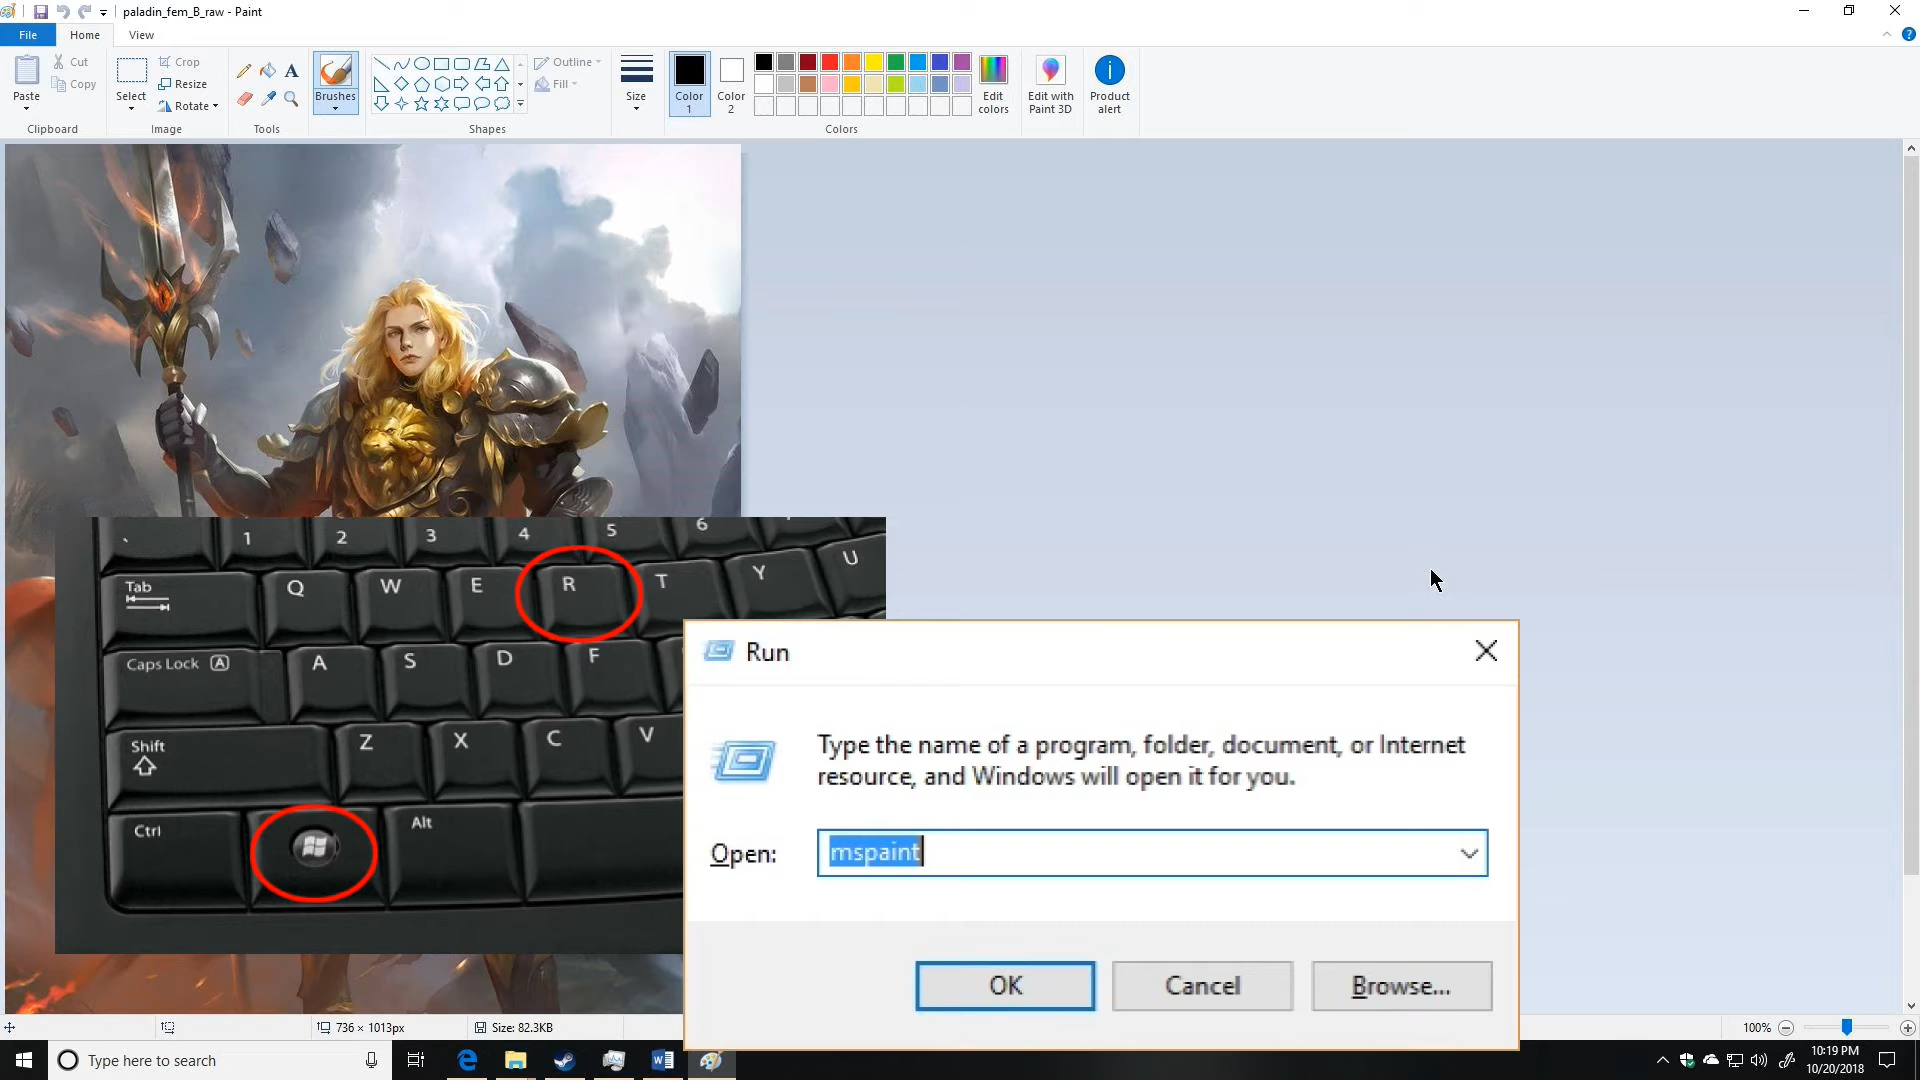 paladin_fem_B_raw - Paint
File
Home
View
Paste
Cut
Copy
Clipboard
Select
Crop
Resize
Rotate
Image
A
Tools
Brushes
Outline
Fill
Shapes
Size
Color
1
Color
2
Edit
colors
Colors
Edit with
Paint 3D
Product
alert
` 1 2 3 4 5 6
Tab Q W E R T Y U
Caps Lock A A S D F
Shift Z X C V
Ctrl Alt
Run
Type the name of a program, folder, document, or Internet
resource, and Windows will open it for you.
Open: mspaint
OK Cancel Browse...
736 × 1013px
Size: 82.3KB
100%
Type here to search
10:19 PM
10/20/2018